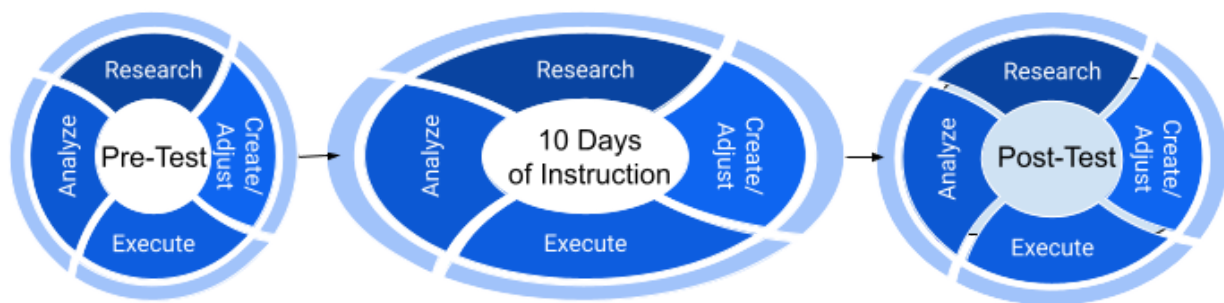 Research
Analyze
Pre-Test
Create/
Adjust
Execute
Research
Analyze
10 Days
of Instruction
Create/
Adjust
Execute
Research
Analyze
Post-Test
Create/
Adjust
Execute